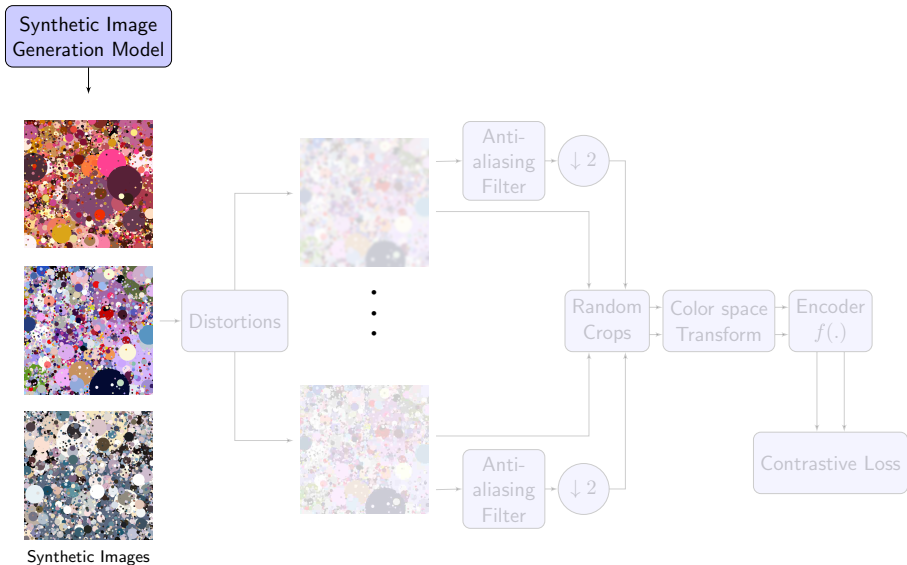 Synthetic Image
Generation Model
Anti-
aliasing
Filter
↓ 2
Distortions
Random
Crops
Color space
Transform
Encoder
f(.)
Anti-
aliasing
Filter
↓ 2
Contrastive Loss
Synthetic Images